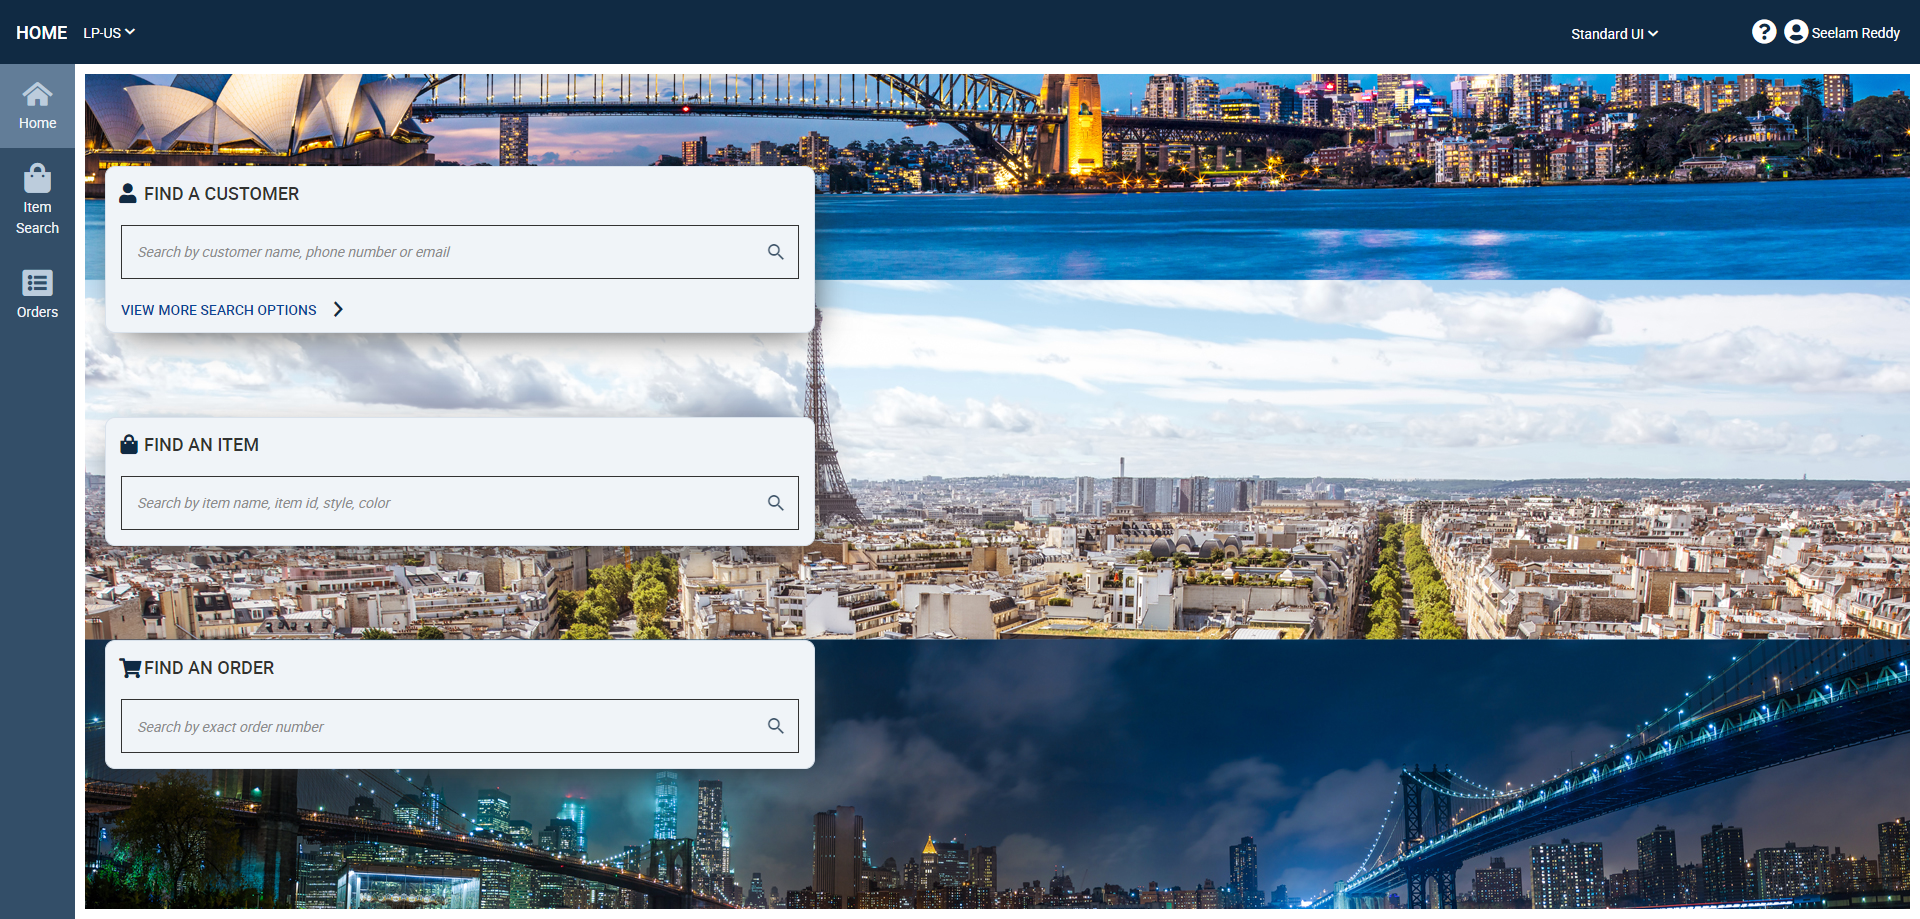 HOME LP-US
Standard UI
Seelam Reddy
Home
Item
Search
Orders
FIND A CUSTOMER
Search by customer name, phone number or email
VIEW MORE SEARCH OPTIONS
FIND AN ITEM
Search by item name, item id, style, color
FIND AN ORDER
Search by exact order number